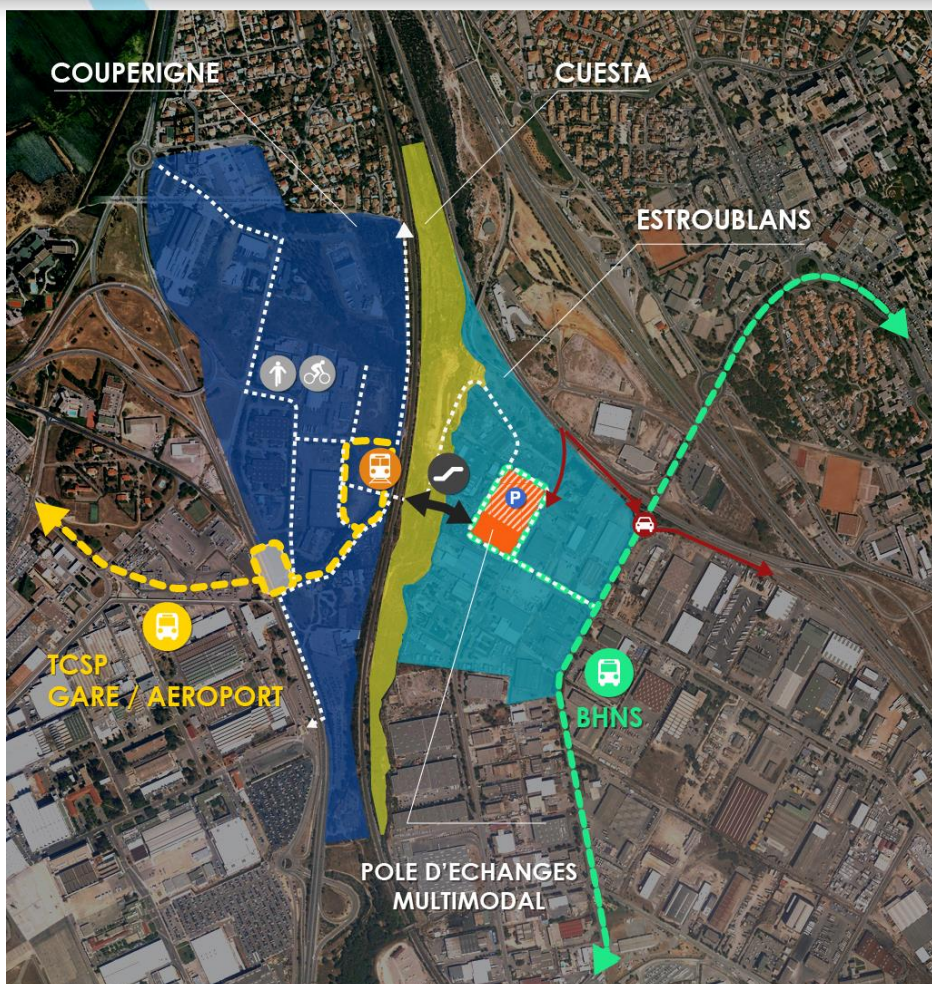 COUPERIGNE
CUESTA
ESTROUBLANS
P
TCSP
GARE / AEROPORT
BHNS
POLE D'ECHANGES
MULTIMODAL